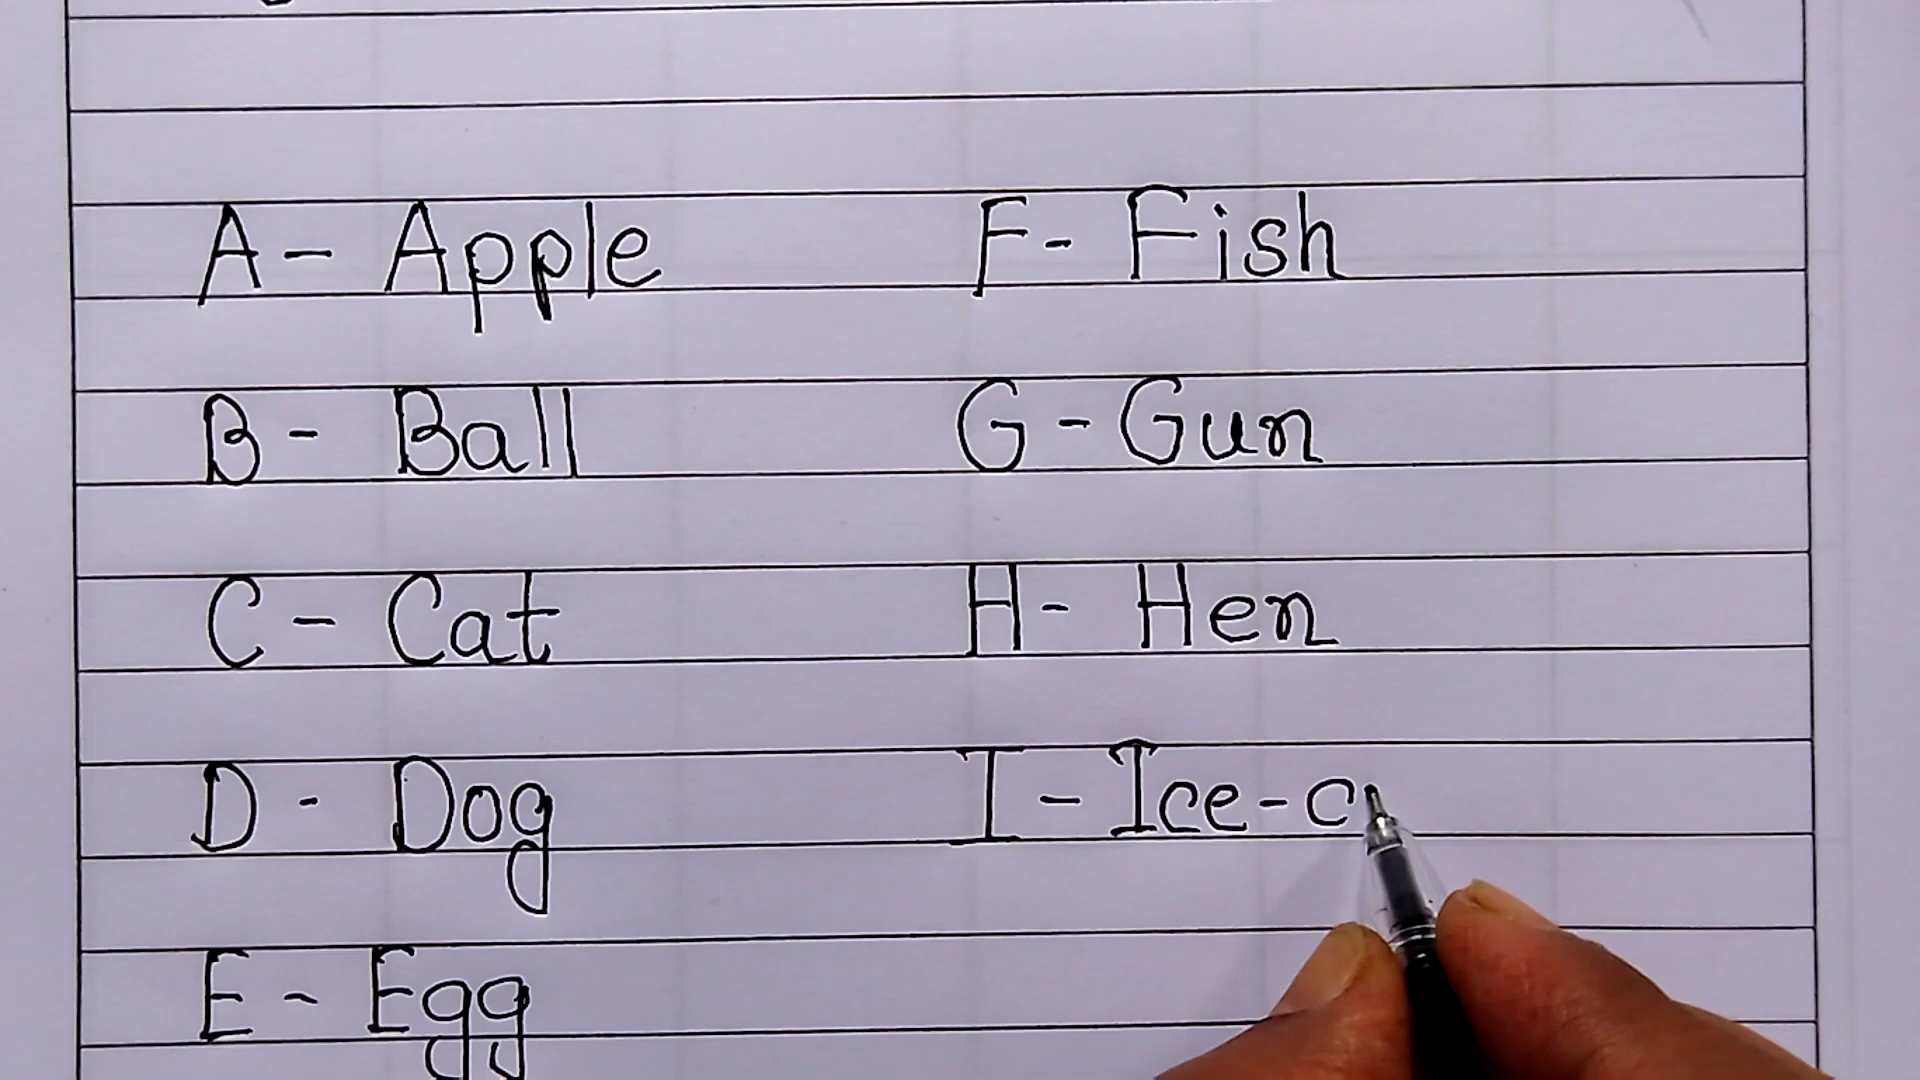 A - Apple
B - Ball
C - Cat
D - Dog
E - Egg
F - Fish
G - Gun
H - Hen
I - Ice-c